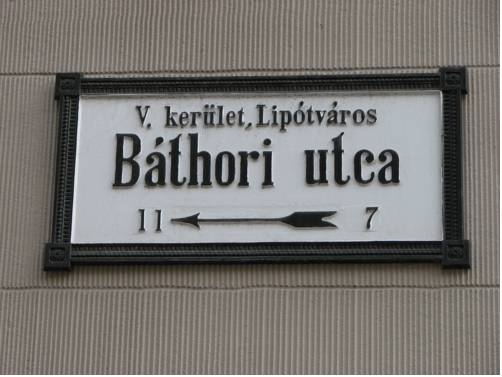 V. kerület, Lipótváros
Báthori utca
11 7